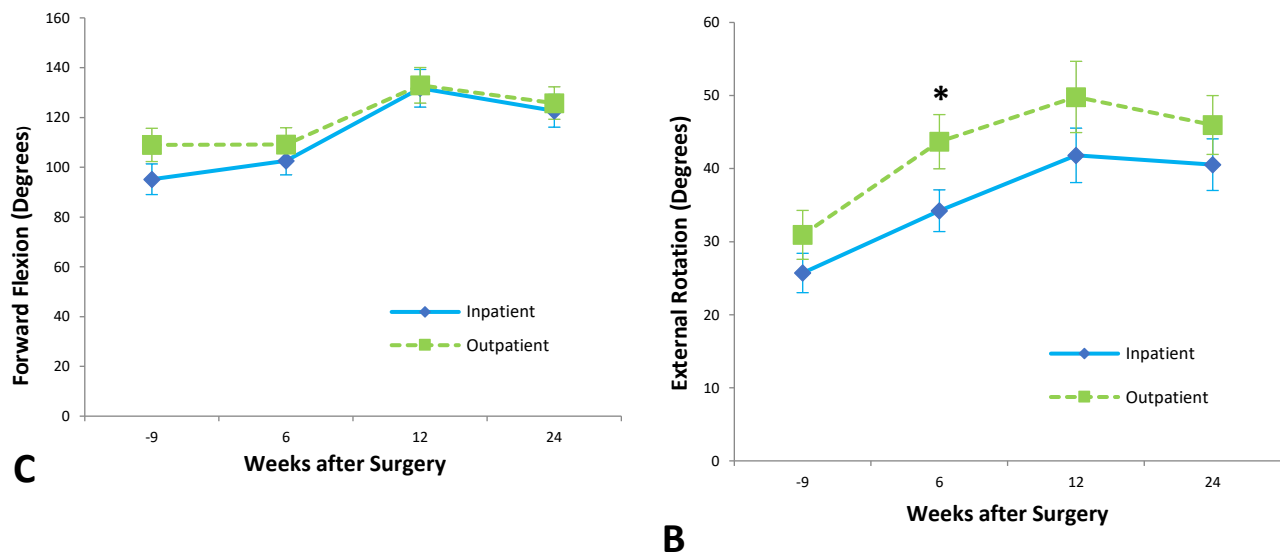 160
140
120
100
80
60
40
20
0
Forward Flexion (Degrees)
Inpatient
Outpatient
-9 6 12 24
Weeks after Surgery
C
60
50
40
30
20
10
0
External Rotation (Degrees)
*
Inpatient
Outpatient
-9 6 12 24
Weeks after Surgery
B